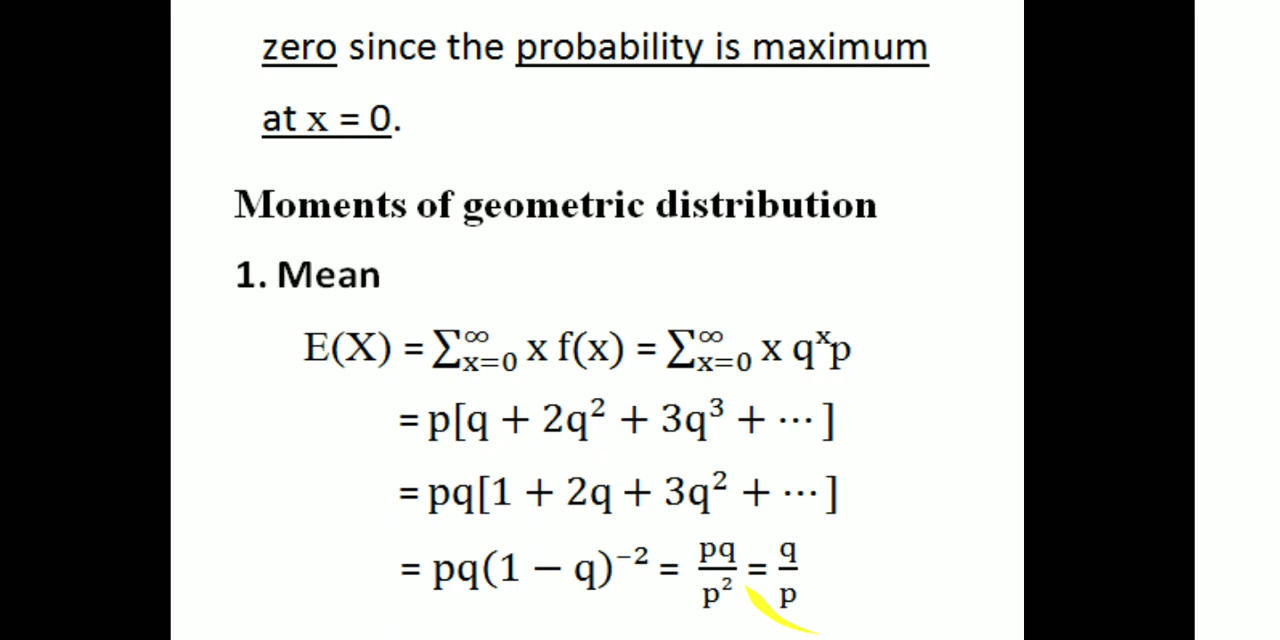 zero since the probability is maximum
at x = 0.
Moments of geometric distribution
1. Mean
E(X) = ∑_{x=0}^{∞} x f(x) = ∑_{x=0}^{∞} x qˣp
= p[q + 2q² + 3q³ + ⋯ ]
= pq[1 + 2q + 3q² + ⋯ ]
= pq(1 − q)⁻² = pq/p² = q/p